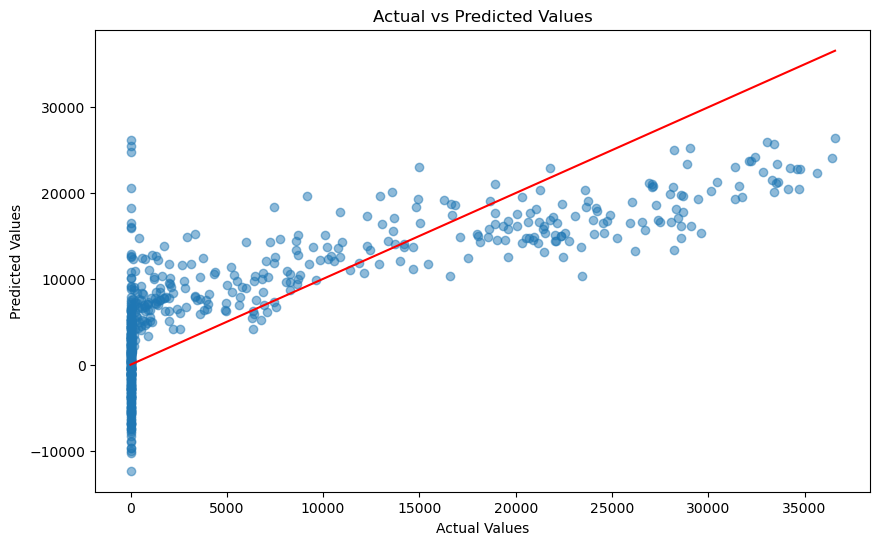 Actual vs Predicted Values
30000
20000
10000
0
−10000
Predicted Values
0 5000 10000 15000 20000 25000 30000 35000
Actual Values